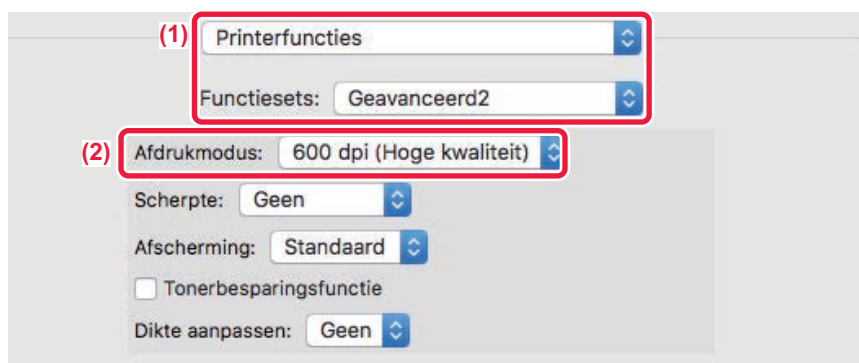 (1) Printerfuncties
Functiesets: Geavanceerd2
(2) Afdrukmodus: 600 dpi (Hoge kwaliteit)
Scherpte: Geen
Afscherming: Standaard
Tonerbesparingsfunctie
Dikte aanpassen: Geen